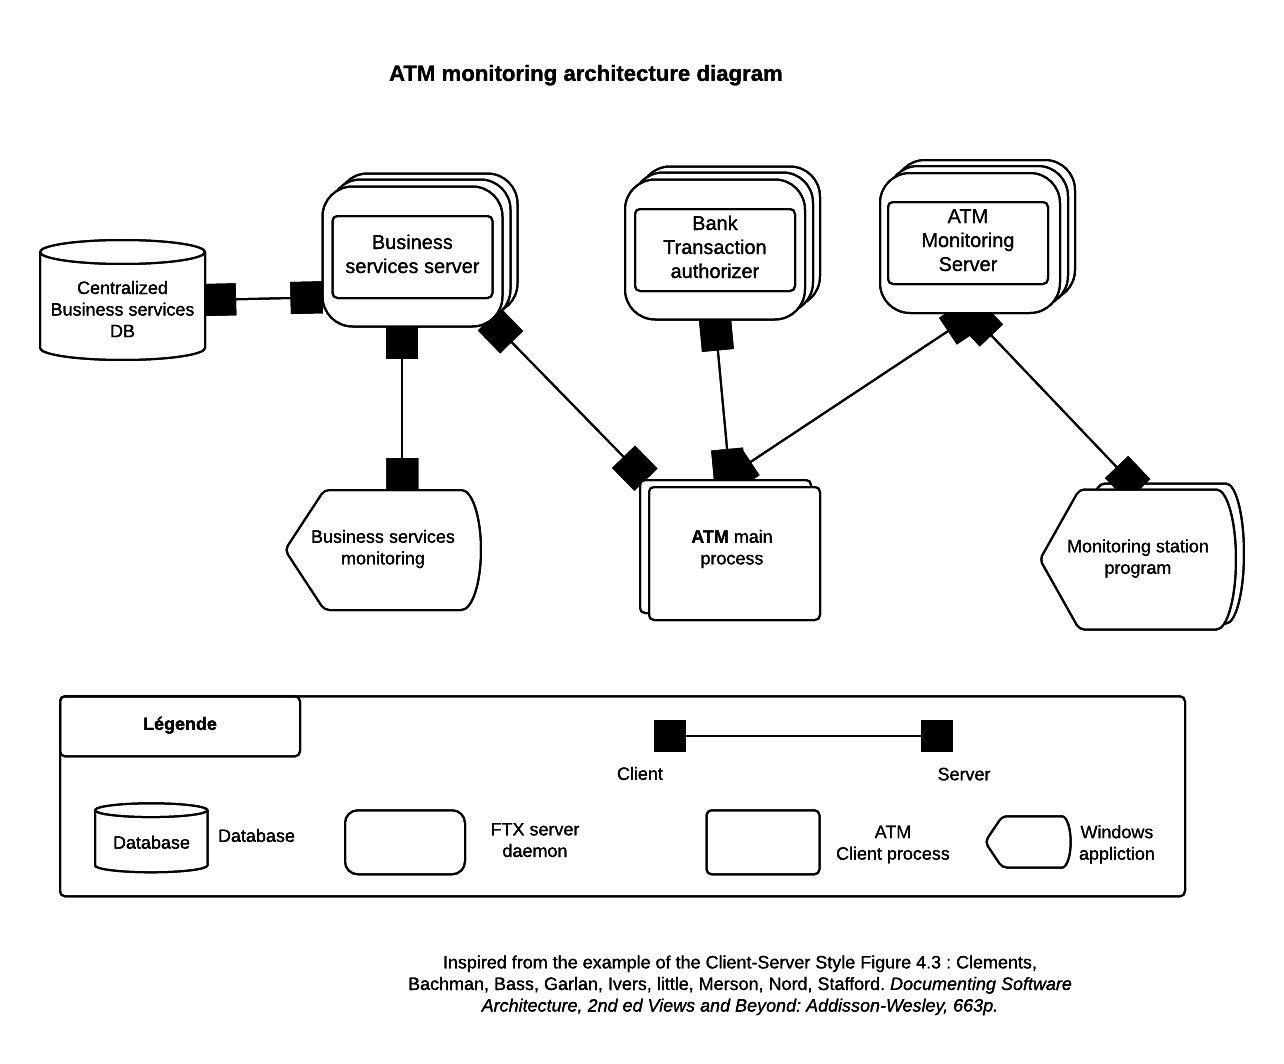 ATM monitoring architecture diagram
Centralized
Business services
DB
Business
services server
Bank
Transaction
authorizer
ATM
Monitoring
Server
Business services
monitoring
ATM main
process
Monitoring station
program
Légende
Client
Server
Database
Database
FTX server
daemon
ATM
Client process
Windows
appliction
Inspired from the example of the Client-Server Style Figure 4.3 : Clements,
Bachman, Bass, Garlan, Ivers, little, Merson, Nord, Stafford. Documenting Software
Architecture, 2nd ed Views and Beyond: Addisson-Wesley, 663p.